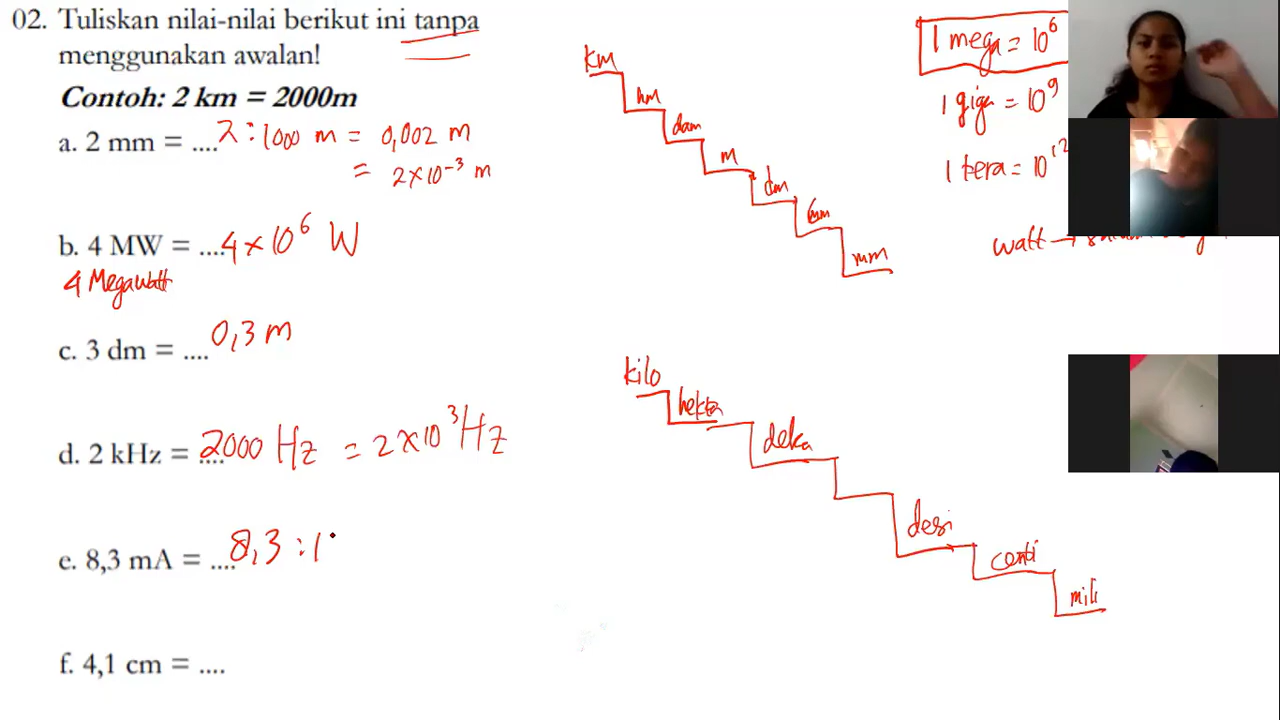 02. Tuliskan nilai-nilai berikut ini tanpa
menggunakan awalan!
Contoh: 2 km = 2000m
a. 2 mm = .... 2 : 1000 m = 0,002 m
= 2×10⁻³ m
b. 4 MW = .... 4×10⁶ W
4 Megawatt
c. 3 dm = .... 0,3 m
d. 2 kHz = .... 2000 Hz = 2×10³ Hz
e. 8,3 mA = .... 8,3 : 1
f. 4,1 cm = ....
km
hm
dam
m
dm
cm
mm
1 mega = 10⁶
1 giga = 10⁹
1 tera = 10¹²
watt →
kilo
hekto
deka
desi
centi
mili